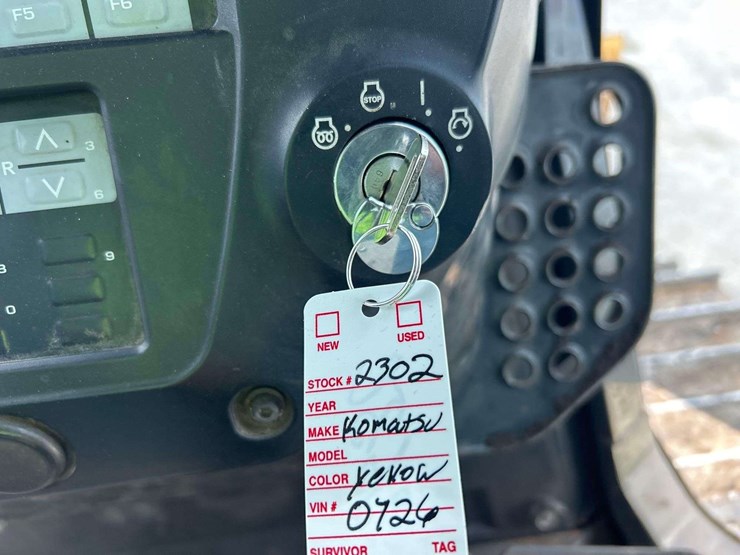 F5 F6
R 3
6
9
0
STOP
NEW USED
STOCK # 2302
YEAR
MAKE Komatsu
MODEL
COLOR Yellow
VIN # 0726
SURVIVOR TAG